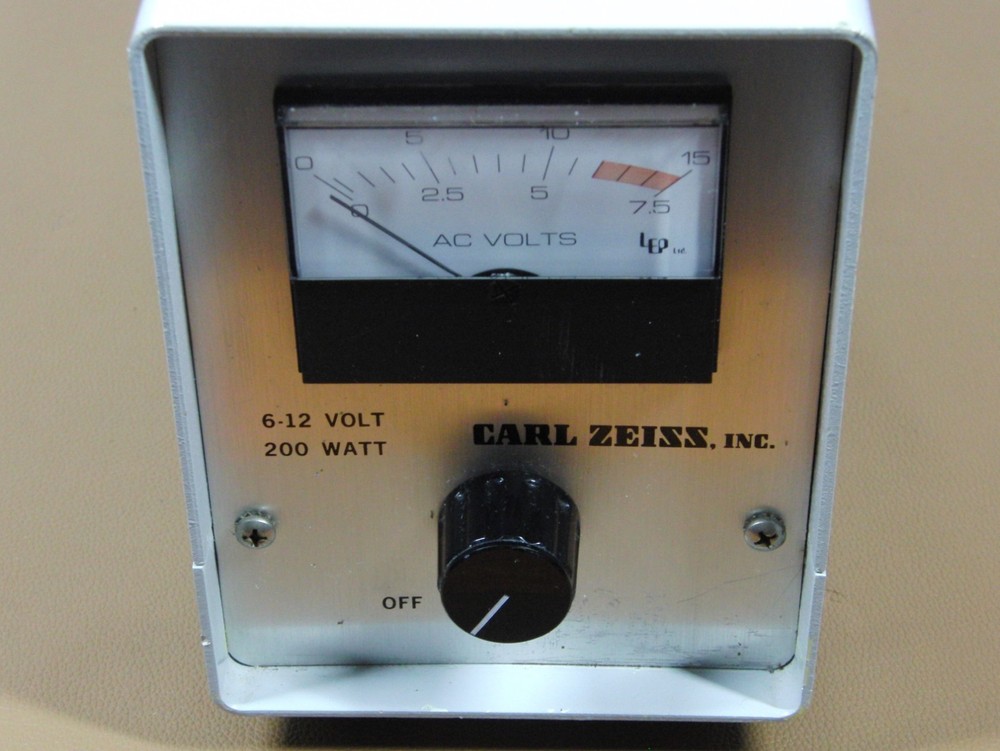 0 5 10 15
0 2.5 5 7.5
AC VOLTS
LEP Ltd.
6-12 VOLT
200 WATT
CARL ZEISS, INC.
OFF